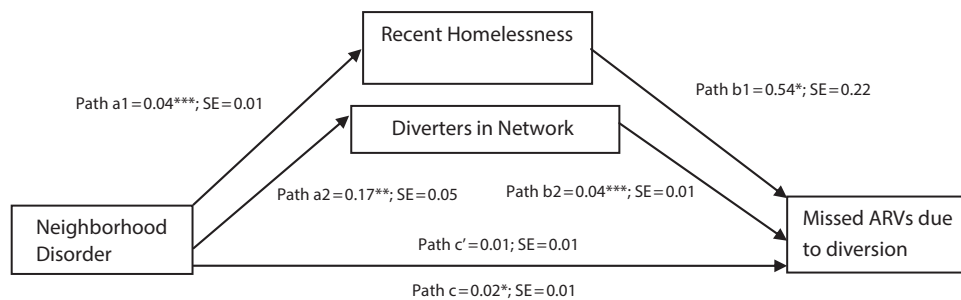 Recent Homelessness
Path a1=0.04***; SE=0.01
Path b1=0.54*; SE=0.22
Diverters in Network
Path a2=0.17**; SE=0.05
Path b2=0.04***; SE=0.01
Neighborhood
Disorder
Missed ARVs due
to diversion
Path c’=0.01; SE=0.01
Path c=0.02*; SE=0.01